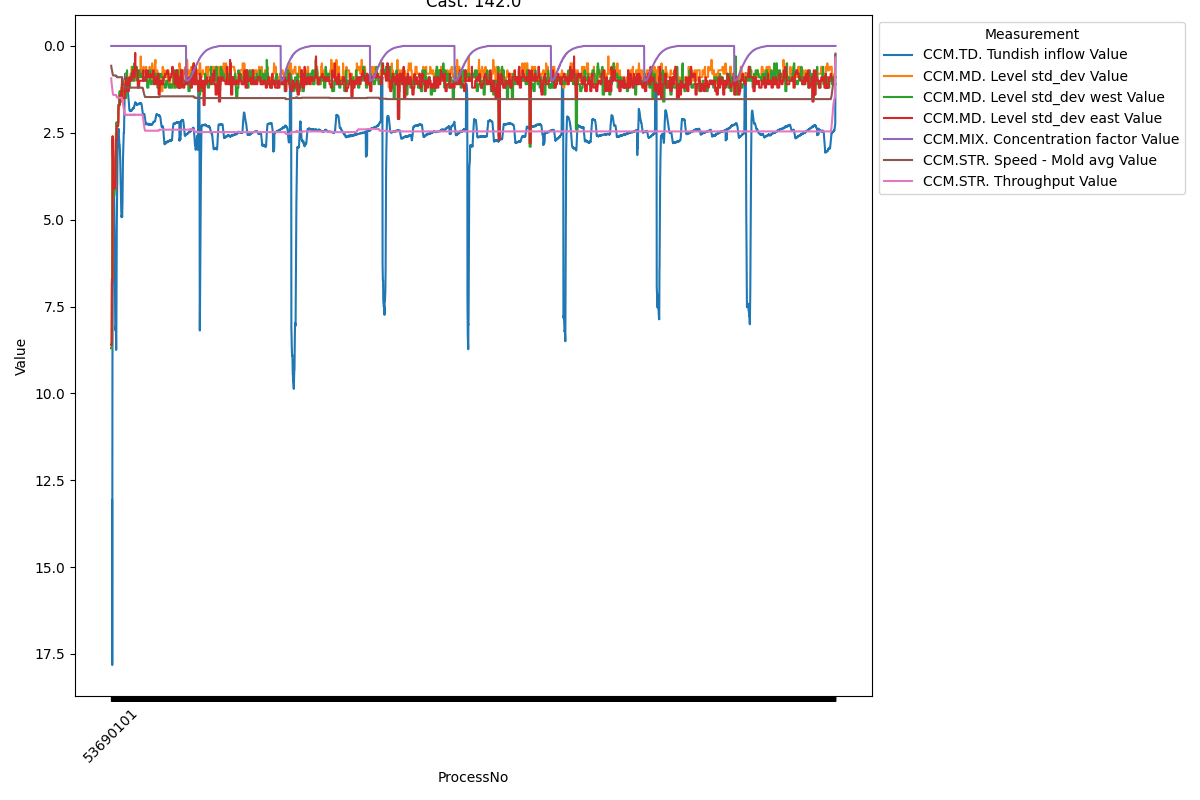 Cast: 142.0
Measurement
CCM.TD. Tundish inflow Value
CCM.MD. Level std_dev Value
CCM.MD. Level std_dev west Value
CCM.MD. Level std_dev east Value
CCM.MIX. Concentration factor Value
CCM.STR. Speed - Mold avg Value
CCM.STR. Throughput Value
0.0
2.5
5.0
7.5
10.0
12.5
15.0
17.5
Value
53690101
ProcessNo